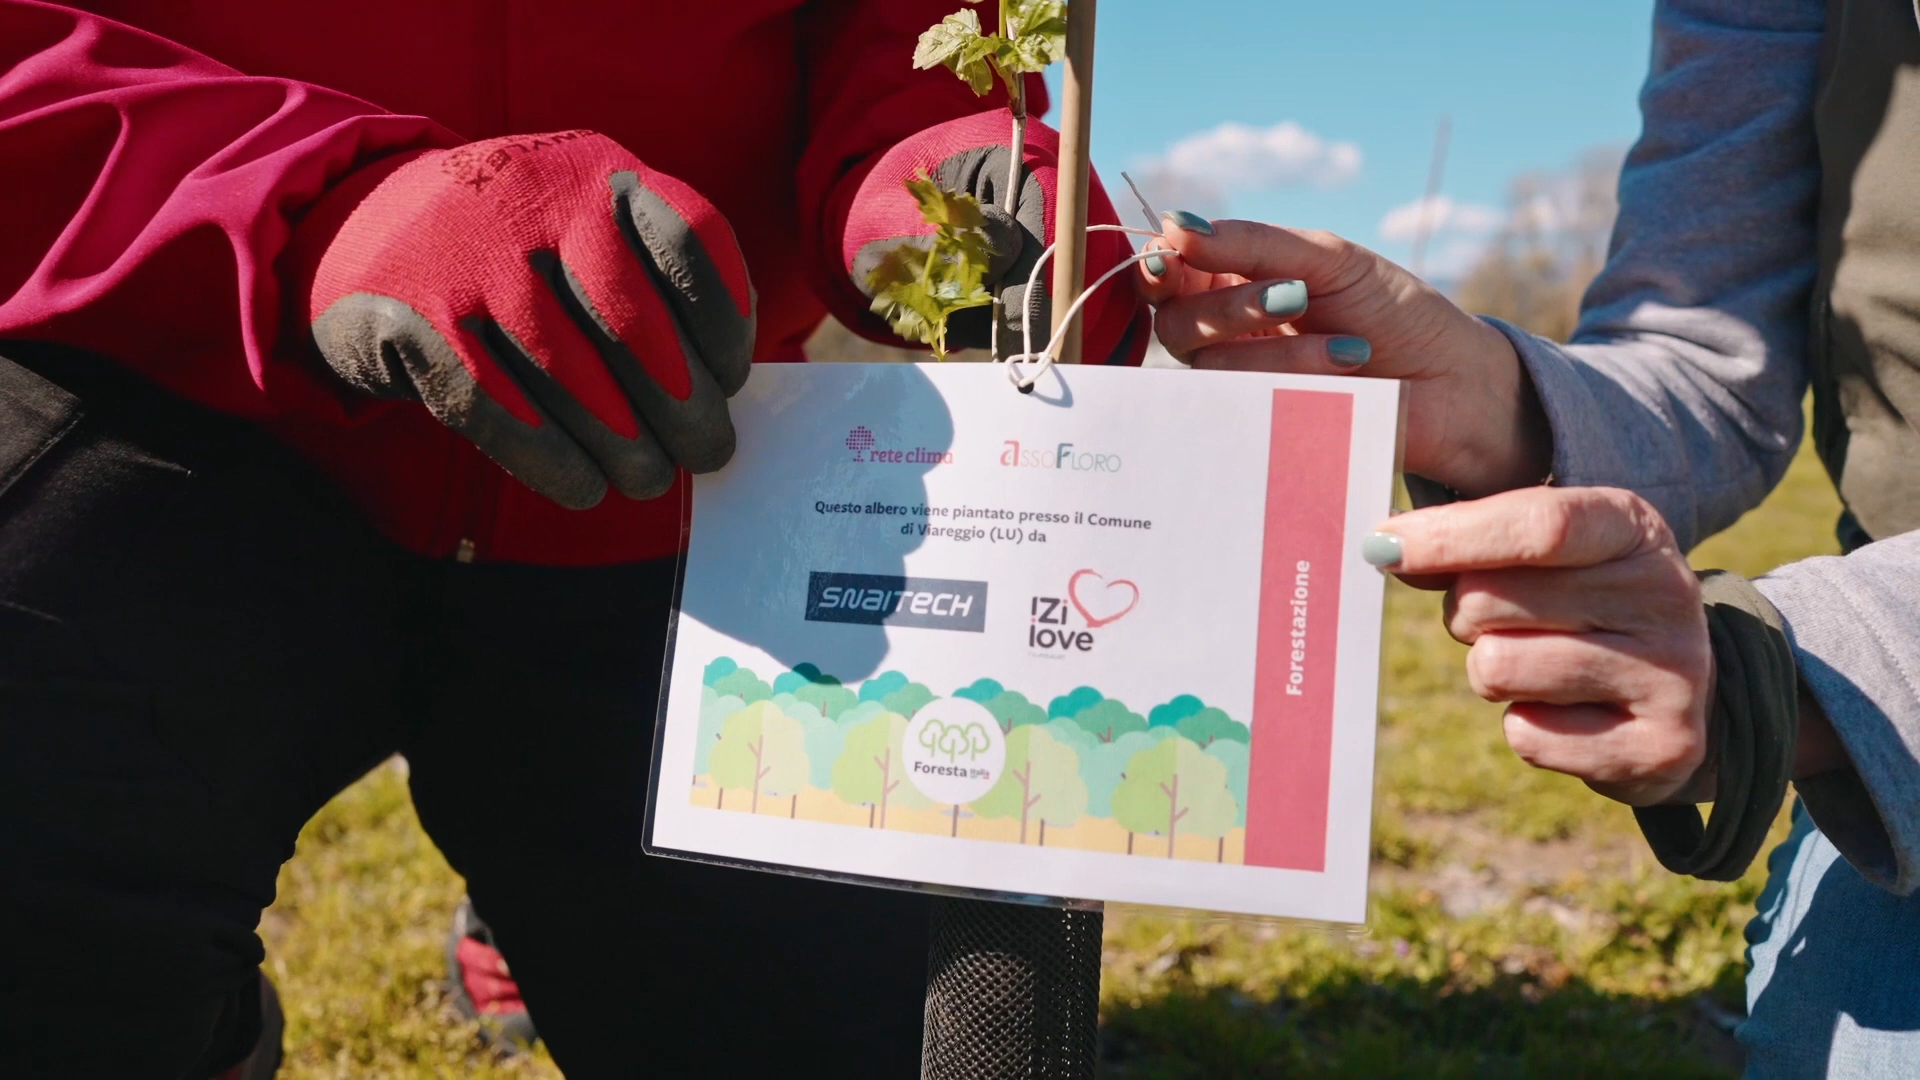 rete clima
assoFLORO
Questo albero viene piantato presso il Comune
di Viareggio (LU) da
SNAITECH
iZi
love
Foresta Italia
Forestazione